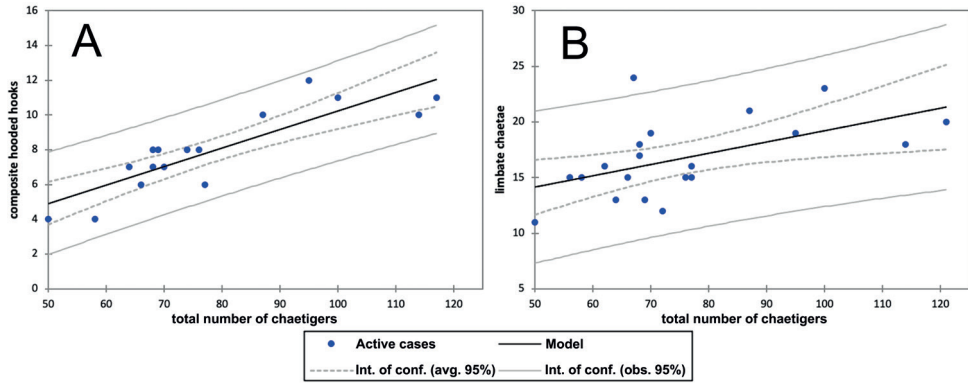 A
composite hooded hooks
16
14
12
10
8
6
4
2
0
50 60 70 80 90 100 110 120
total number of chaetigers
B
limbate chaetae
30
25
20
15
10
5
50 60 70 80 90 100 110 120
total number of chaetigers
Active cases Model
Int. of conf. (avg. 95%) Int. of conf. (obs. 95%)